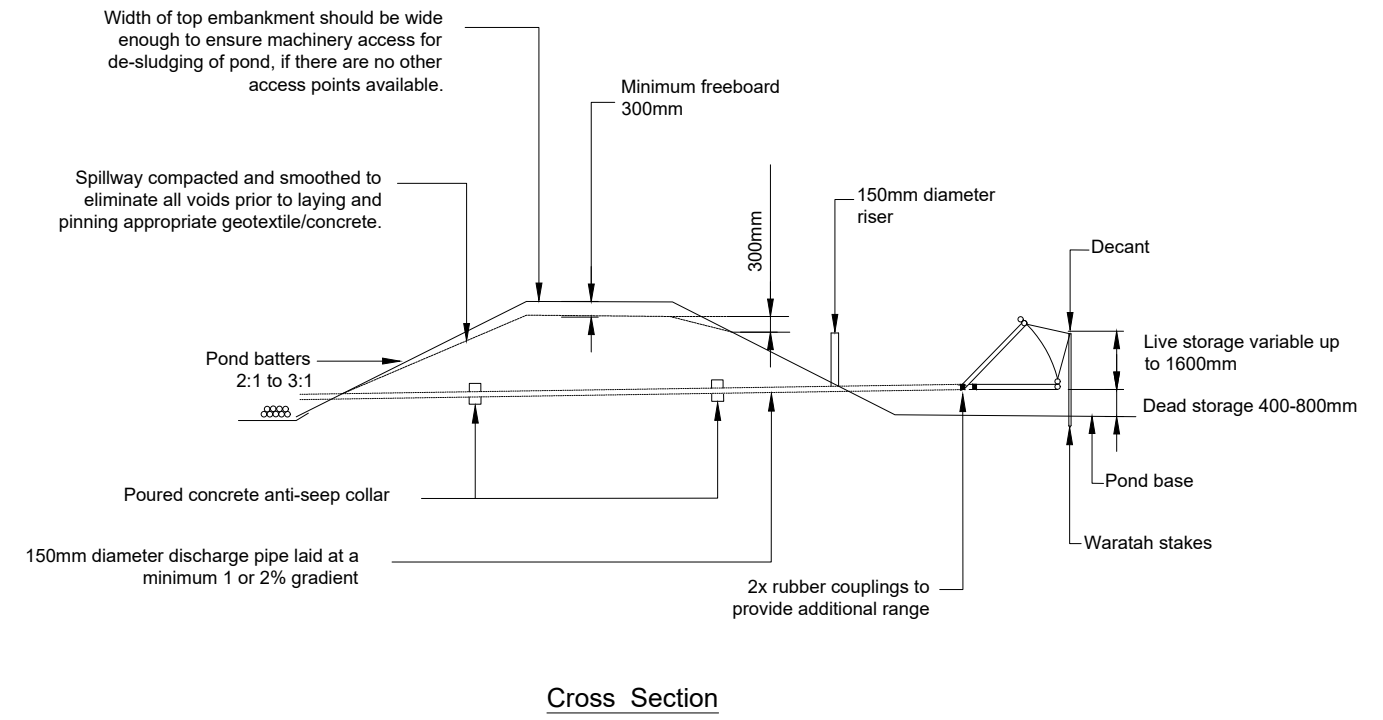 Width of top embankment should be wide
enough to ensure machinery access for
de-sludging of pond, if there are no other
access points available.
Minimum freeboard
300mm
Spillway compacted and smoothed to
eliminate all voids prior to laying and
pinning appropriate geotextile/concrete.
300mm
150mm diameter
riser
Decant
Live storage variable up
to 1600mm
Pond batters
2:1 to 3:1
Dead storage 400-800mm
Poured concrete anti-seep collar
Pond base
150mm diameter discharge pipe laid at a
minimum 1 or 2% gradient
Waratah stakes
2x rubber couplings to
provide additional range
Cross Section